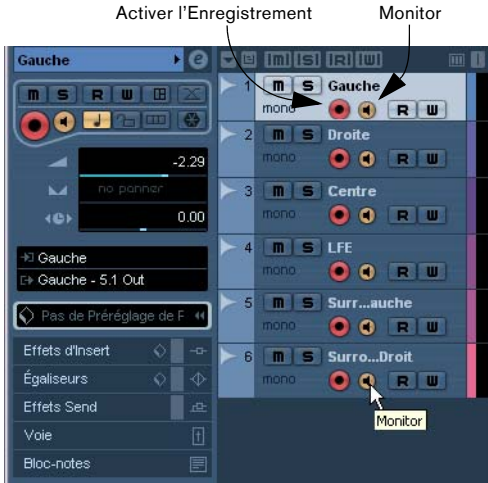 Activer l'Enregistrement Monitor
Gauche e [M] [S] [R] [W]
M S R W
-2.29
no panner
0.00
Gauche
Gauche - 5.1 Out
Pas de Préréglage de F
Effets d'Insert
Égaliseurs
Effets Send
Voie
Bloc-notes
1 M S Gauche
mono R W
2 M S Droite
mono R W
3 M S Centre
mono R W
4 M S LFE
mono R W
5 M S Surr...auche
mono R W
6 M S Surro...Droit
mono R W
Monitor